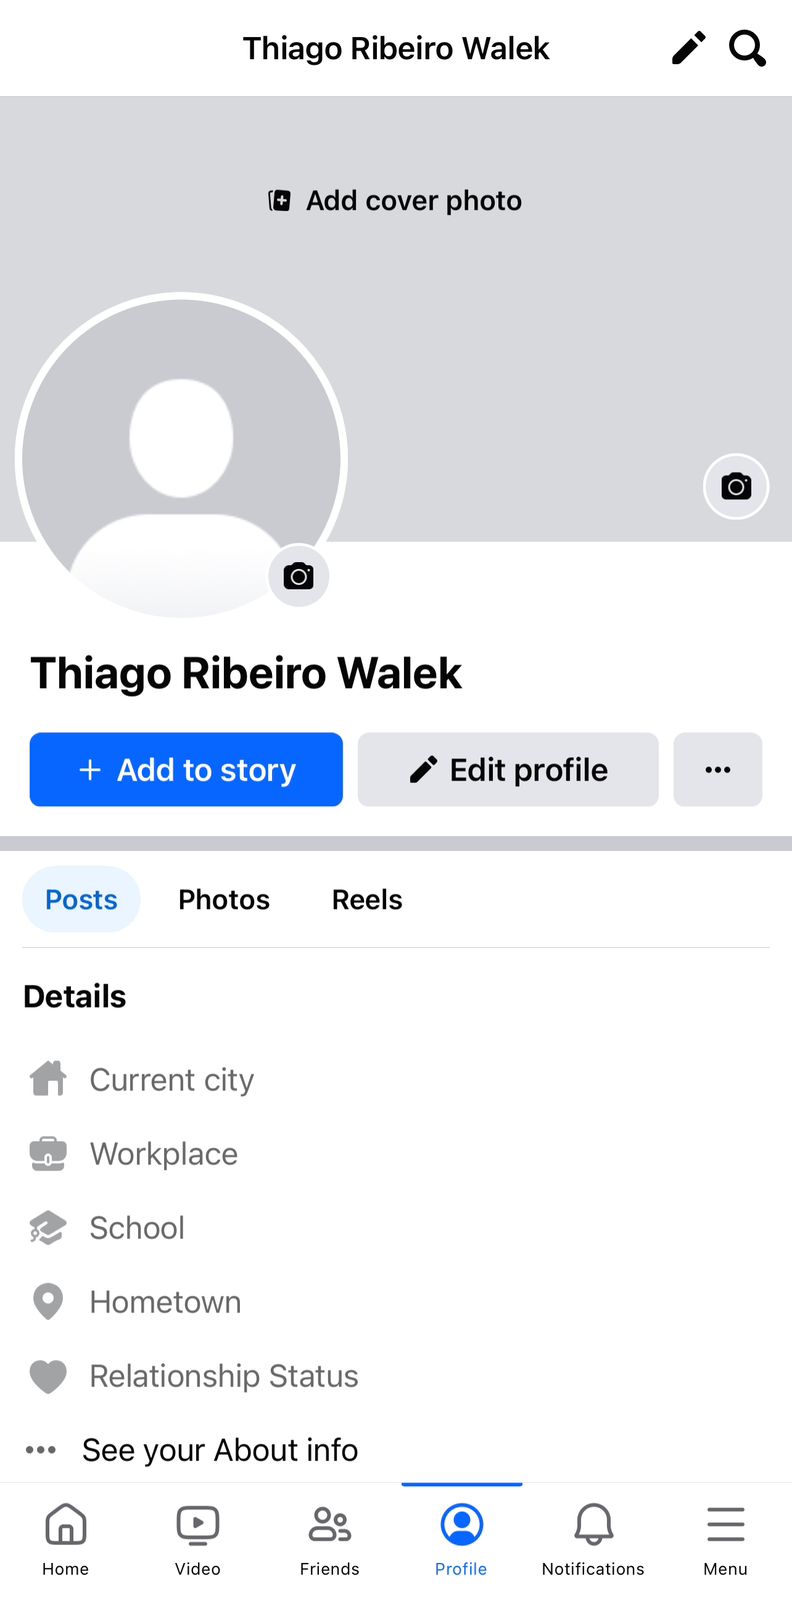 Thiago Ribeiro Walek
Add cover photo
Thiago Ribeiro Walek
+ Add to story
Edit profile
Posts Photos Reels
Details
Current city
Workplace
School
Hometown
Relationship Status
See your About info
Home Video Friends Profile Notifications Menu